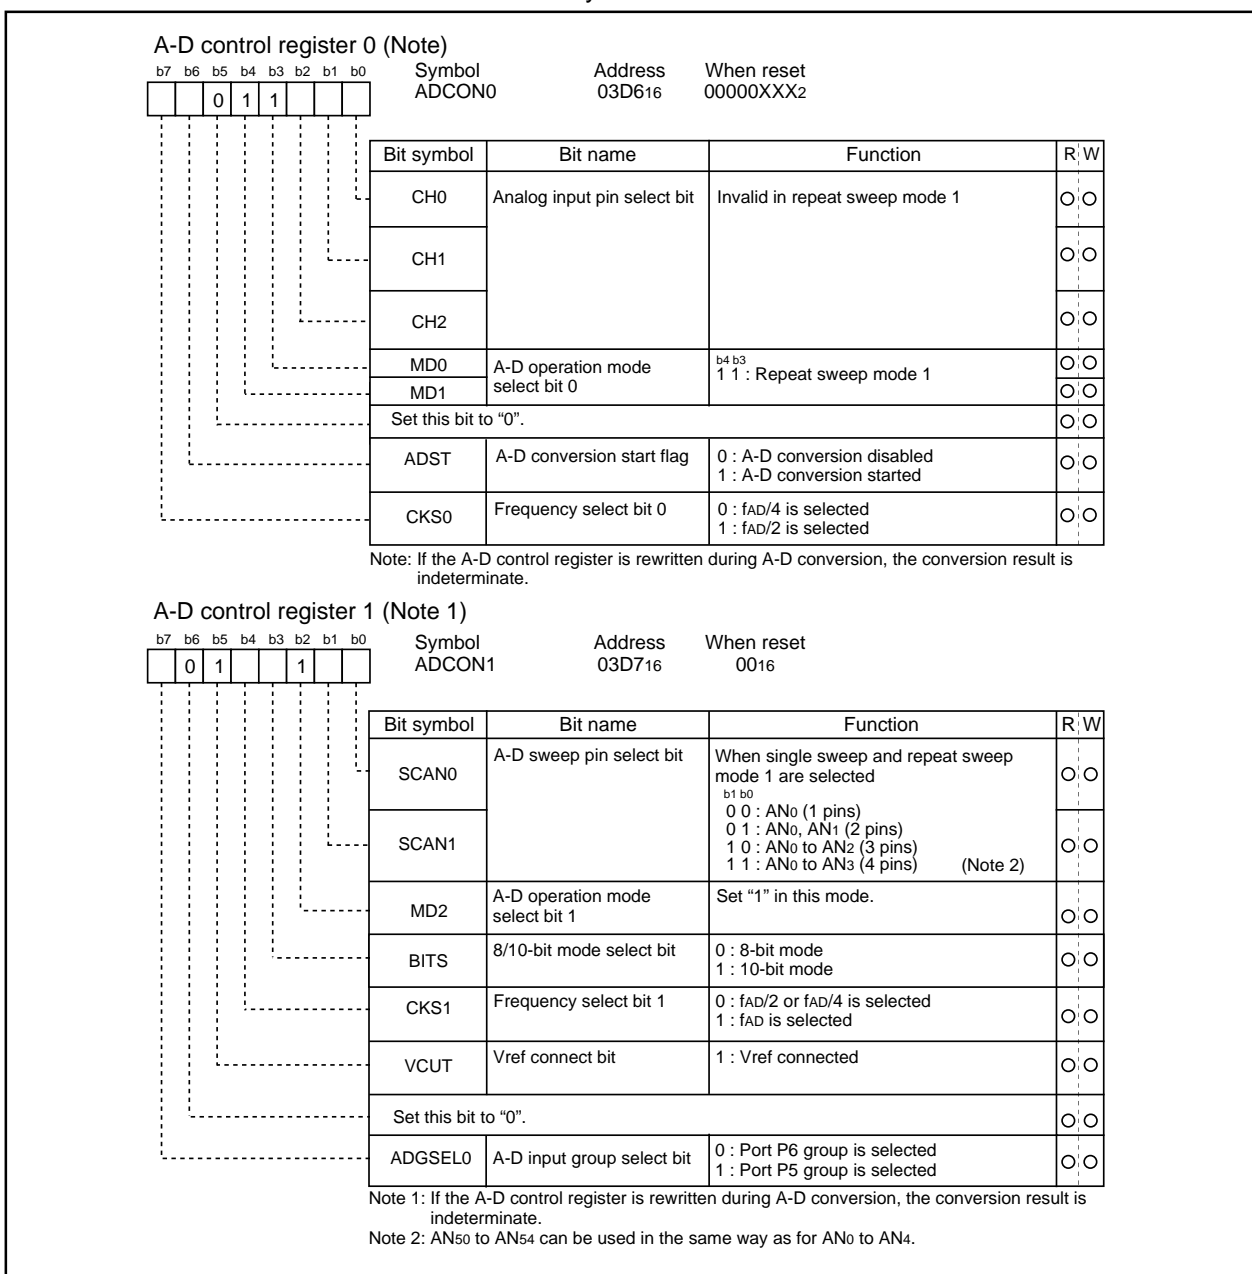 A-D control register 0 (Note)
b7 b6 b5 b4 b3 b2 b1 b0
0 1 1
Symbol Address When reset
ADCON0 03D616 00000XXX2
Bit symbol Bit name Function R W
CH0 Analog input pin select bit Invalid in repeat sweep mode 1
CH1
CH2
MD0 A-D operation mode select bit 0 b4 b3
MD1 1 1 : Repeat sweep mode 1
Set this bit to “0”.
ADST A-D conversion start flag 0 : A-D conversion disabled
1 : A-D conversion started
CKS0 Frequency select bit 0 0 : fAD/4 is selected
1 : fAD/2 is selected
Note: If the A-D control register is rewritten during A-D conversion, the conversion result is
indeterminate.
A-D control register 1 (Note 1)
b7 b6 b5 b4 b3 b2 b1 b0
0 1 1
Symbol Address When reset
ADCON1 03D716 0016
Bit symbol Bit name Function R W
SCAN0 A-D sweep pin select bit When single sweep and repeat sweep
mode 1 are selected
b1 b0
0 0 : AN0 (1 pins)
0 1 : AN0, AN1 (2 pins)
SCAN1 1 0 : AN0 to AN2 (3 pins)
1 1 : AN0 to AN3 (4 pins) (Note 2)
MD2 A-D operation mode select bit 1 Set “1” in this mode.
BITS 8/10-bit mode select bit 0 : 8-bit mode
1 : 10-bit mode
CKS1 Frequency select bit 1 0 : fAD/2 or fAD/4 is selected
1 : fAD is selected
VCUT Vref connect bit 1 : Vref connected
Set this bit to “0”.
ADGSEL0 A-D input group select bit 0 : Port P6 group is selected
1 : Port P5 group is selected
Note 1: If the A-D control register is rewritten during A-D conversion, the conversion result is
indeterminate.
Note 2: AN50 to AN54 can be used in the same way as for AN0 to AN4.